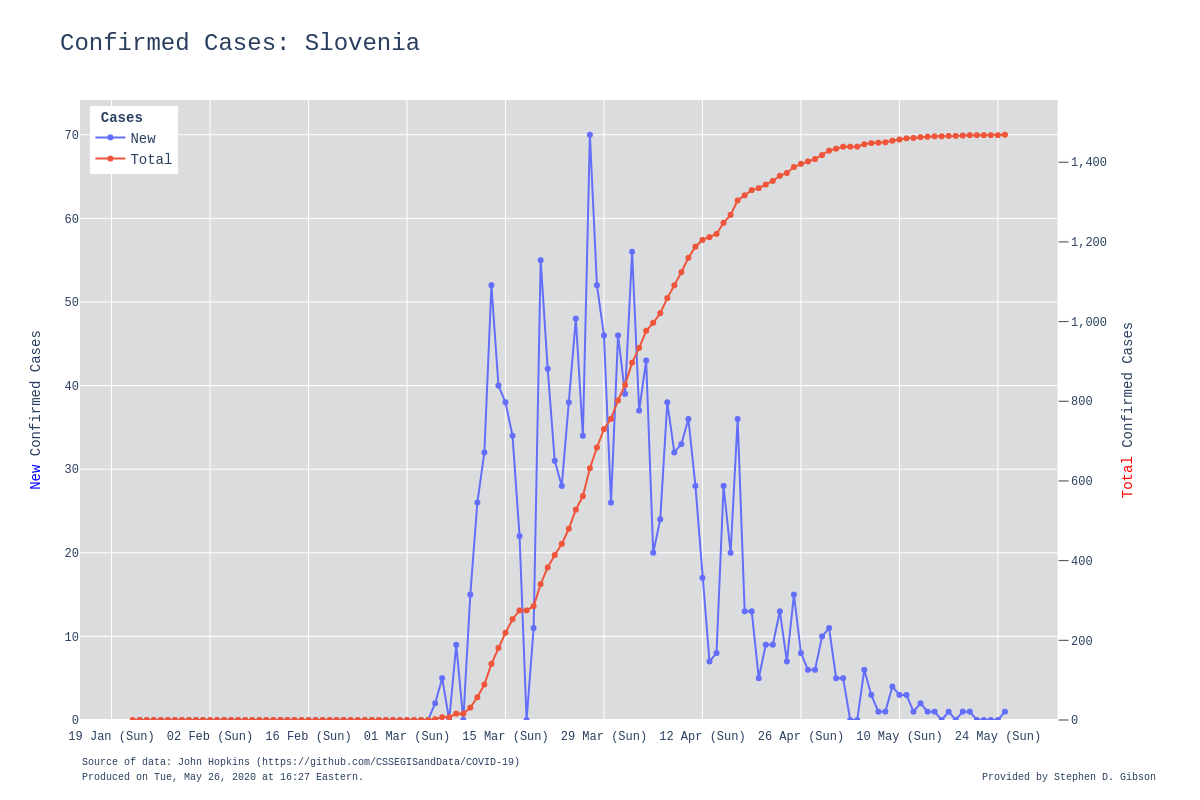 Confirmed Cases: Slovenia
Cases
New
Total
70
60
50
40
30
20
10
0
1,400
1,200
1,000
800
600
400
200
0
New Confirmed Cases
Total Confirmed Cases
19 Jan (Sun) 02 Feb (Sun) 16 Feb (Sun) 01 Mar (Sun) 15 Mar (Sun) 29 Mar (Sun) 12 Apr (Sun) 26 Apr (Sun) 10 May (Sun) 24 May (Sun)
Source of data: John Hopkins (https://github.com/CSSEGISandData/COVID-19)
Produced on Tue, May 26, 2020 at 16:27 Eastern.
Provided by Stephen D. Gibson